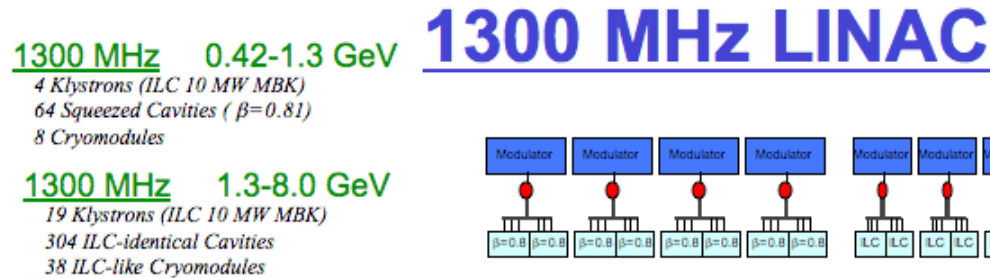 1300 MHz LINAC
1300 MHz 0.42-1.3 GeV
4 Klystrons (ILC 10 MW MBK)
64 Squeezed Cavities ( β=0.81)
8 Cryomodules
1300 MHz 1.3-8.0 GeV
19 Klystrons (ILC 10 MW MBK)
304 ILC-identical Cavities
38 ILC-like Cryomodules
Modulator Modulator Modulator Modulator Modulator Modulator
β=0.8 β=0.8 β=0.8 β=0.8 β=0.8 β=0.8 β=0.8 β=0.8 ILC ILC ILC ILC